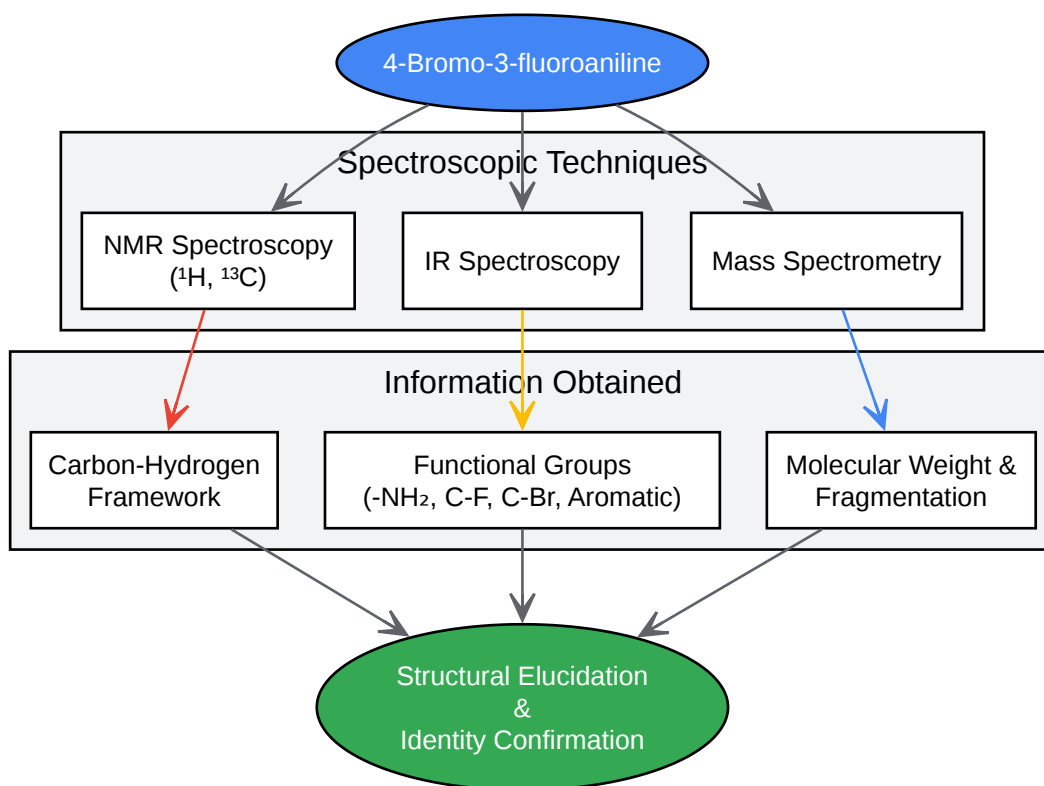 4-Bromo-3-fluoroaniline
Spectroscopic Techniques
NMR Spectroscopy
(¹H, ¹³C)
IR Spectroscopy
Mass Spectrometry
Information Obtained
Carbon-Hydrogen
Framework
Functional Groups
(-NH₂, C-F, C-Br, Aromatic)
Molecular Weight &
Fragmentation
Structural Elucidation
&
Identity Confirmation